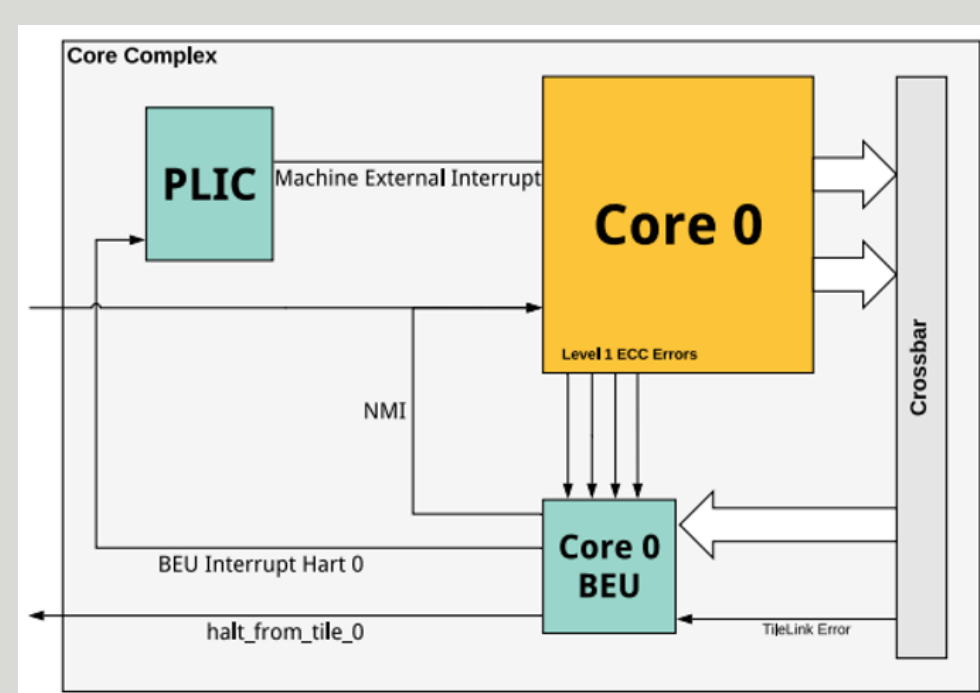 Core Complex
PLIC
Machine External Interrupt
Core 0
Level 1 ECC Errors
Crossbar
NMI
Core 0
BEU
BEU Interrupt Hart 0
halt_from_tile_0
TileLink Error